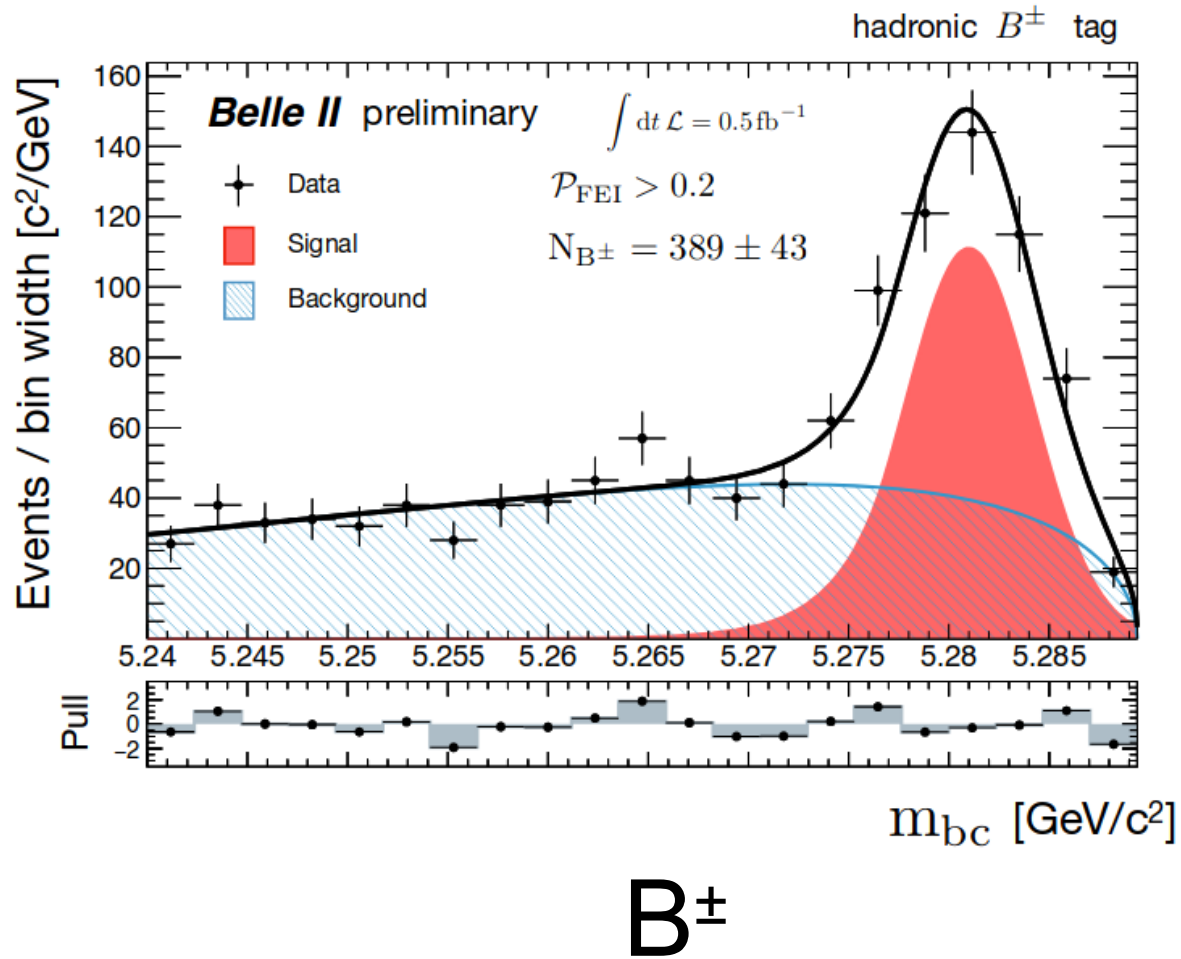 hadronic B± tag
Events / bin width [c²/GeV]
160
140
120
100
80
60
40
20
Belle II preliminary
∫ dt ℒ = 0.5 fb⁻¹
Data
𝒫FEI > 0.2
Signal
N_B± = 389 ± 43
Background
5.24 5.245 5.25 5.255 5.26 5.265 5.27 5.275 5.28 5.285
Pull
2
0
−2
m_bc [GeV/c²]
B±